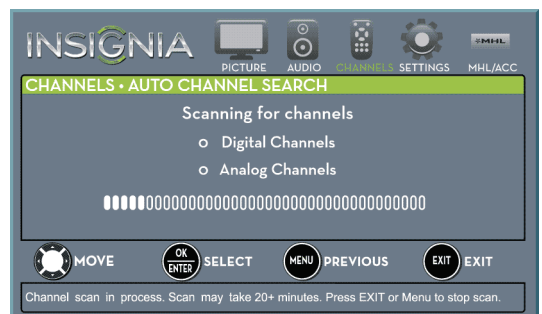 INSIGNIA
PICTURE AUDIO CHANNELS SETTINGS MHL/ACC
MHL
CHANNELS • AUTO CHANNEL SEARCH
Scanning for channels
Digital Channels
Analog Channels
MOVE OK ENTER SELECT MENU PREVIOUS EXIT EXIT
Channel scan in process. Scan may take 20+ minutes. Press EXIT or Menu to stop scan.